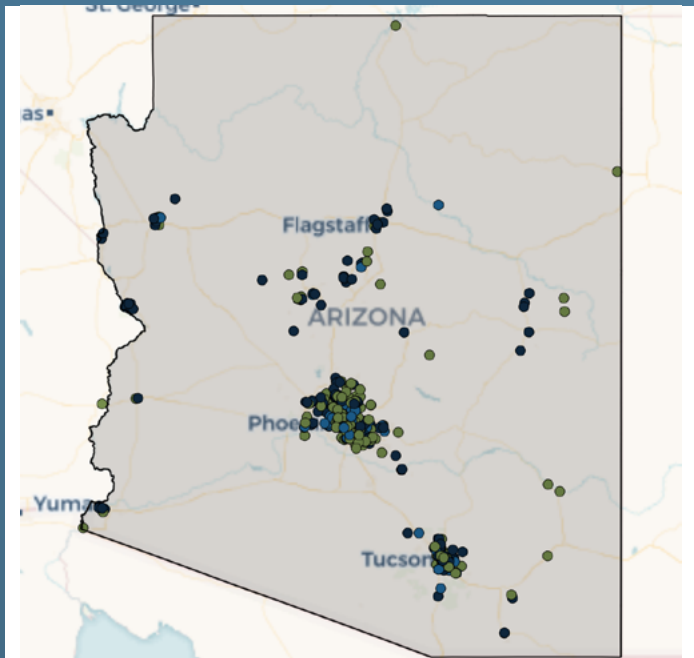 St. George
as
Flagstaff
ARIZONA
Phoe
Yuma
Tucson